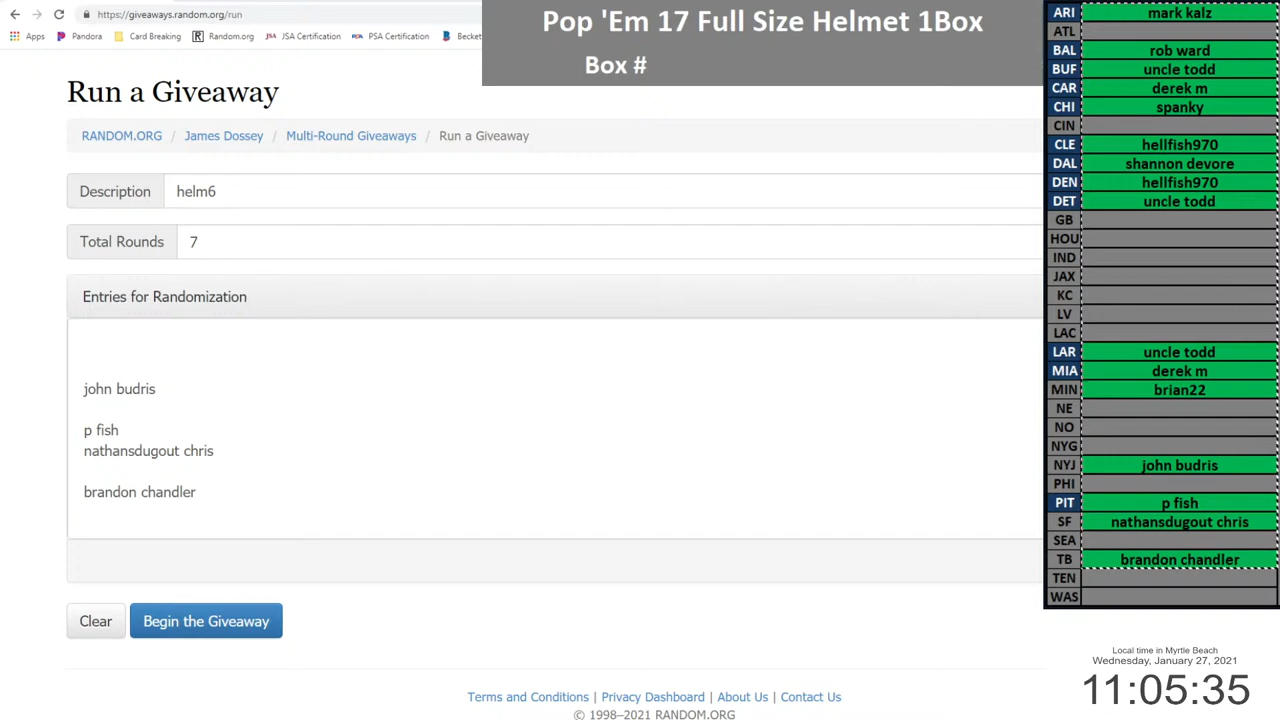 https://giveaways.random.org/run
Apps Pandora Card Breaking Random.org JSA Certification PSA Certification Becket
Pop 'Em 17 Full Size Helmet 1Box
Box #
Run a Giveaway
RANDOM.ORG / James Dossey / Multi-Round Giveaways / Run a Giveaway
Description helm6
Total Rounds 7
Entries for Randomization
john budris
p fish
nathansdugout chris
brandon chandler
Clear Begin the Giveaway
Terms and Conditions | Privacy Dashboard | About Us | Contact Us
© 1998–2021 RANDOM.ORG
ARI mark kalz
ATL
BAL rob ward
BUF uncle todd
CAR derek m
CHI spanky
CIN
CLE hellfish970
DAL shannon devore
DEN hellfish970
DET uncle todd
GB
HOU
IND
JAX
KC
LV
LAC
LAR uncle todd
MIA derek m
MIN brian22
NE
NO
NYG
NYJ john budris
PHI
PIT p fish
SF nathansdugout chris
SEA
TB brandon chandler
TEN
WAS
Local time in Myrtle Beach
Wednesday, January 27, 2021
11:05:35